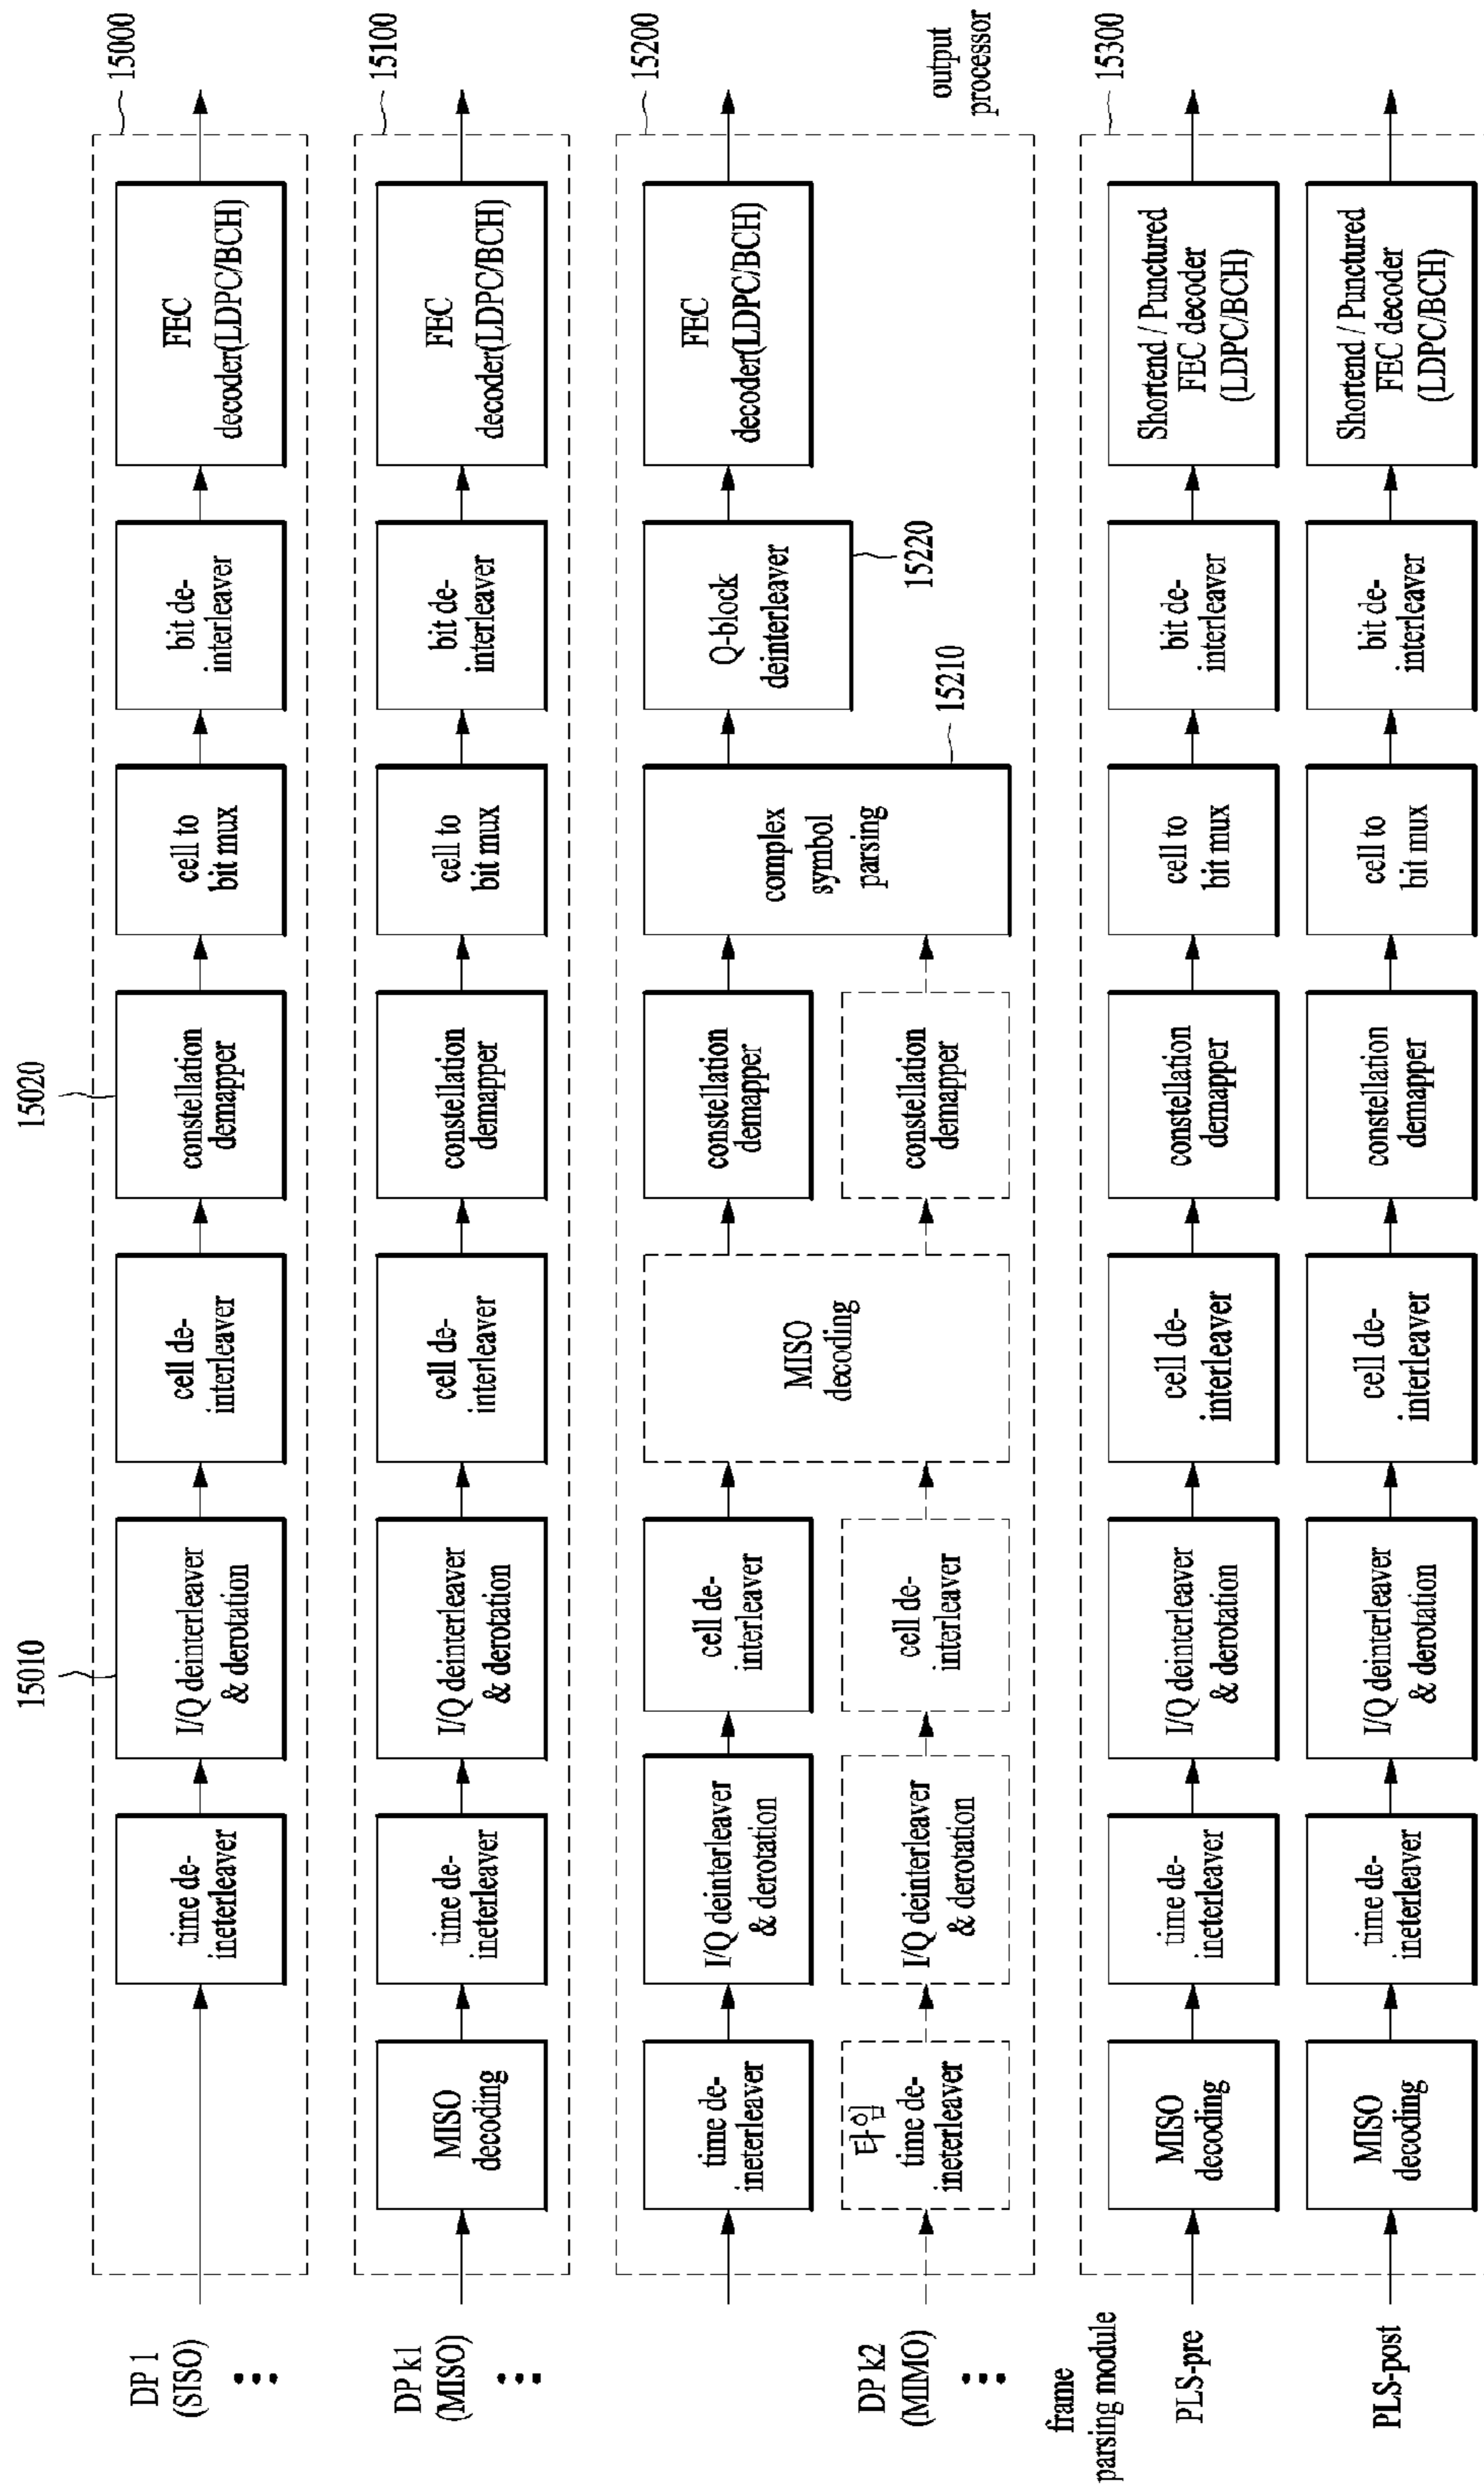 DP 1
(SISO)
15000
time de-
ineterleaver
15010
I/Q deinterleaver
& derotation
cell de-
interleaver
15020
constellation
demapper
cell to
bit mux
bit de-
interleaver
FEC
decoder(LDPC/BCH)
DP k1
(MISO)
15100
MISO
decoding
time de-
ineterleaver
I/Q deinterleaver
& derotation
cell de-
interleaver
constellation
demapper
cell to
bit mux
bit de-
interleaver
FEC
decoder(LDPC/BCH)
15200
time de-
ineterleaver
I/Q deinterleaver
& derotation
cell de-
interleaver
MISO
decoding
constellation
demapper
complex
symbol
parsing
15210
Q-block
deinterleaver
15220
FEC
decoder(LDPC/BCH)
DP k2
(MIMO)
타임
time de-
ineterleaver
I/Q deinterleaver
& derotation
cell de-
interleaver
constellation
demapper
output
processor
frame
parsing module
15300
PLS-pre
MISO
decoding
time de-
ineterleaver
I/Q deinterleaver
& derotation
cell de-
interleaver
constellation
demapper
cell to
bit mux
bit de-
interleaver
Shortend / Punctured
FEC decoder
(LDPC/BCH)
PLS-post
MISO
decoding
time de-
ineterleaver
I/Q deinterleaver
& derotation
cell de-
interleaver
constellation
demapper
cell to
bit mux
bit de-
interleaver
Shortend / Punctured
FEC decoder
(LDPC/BCH)